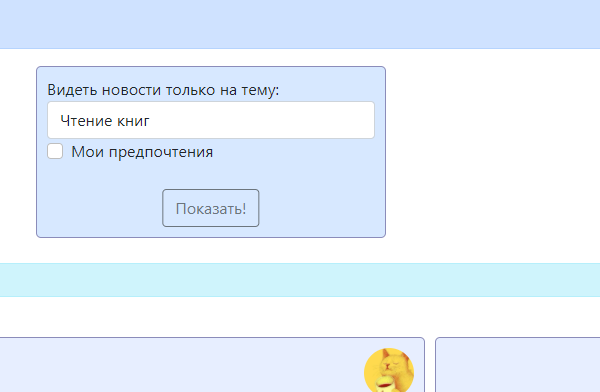 Видеть новости только на тему:
Чтение книг
Мои предпочтения
Показать!